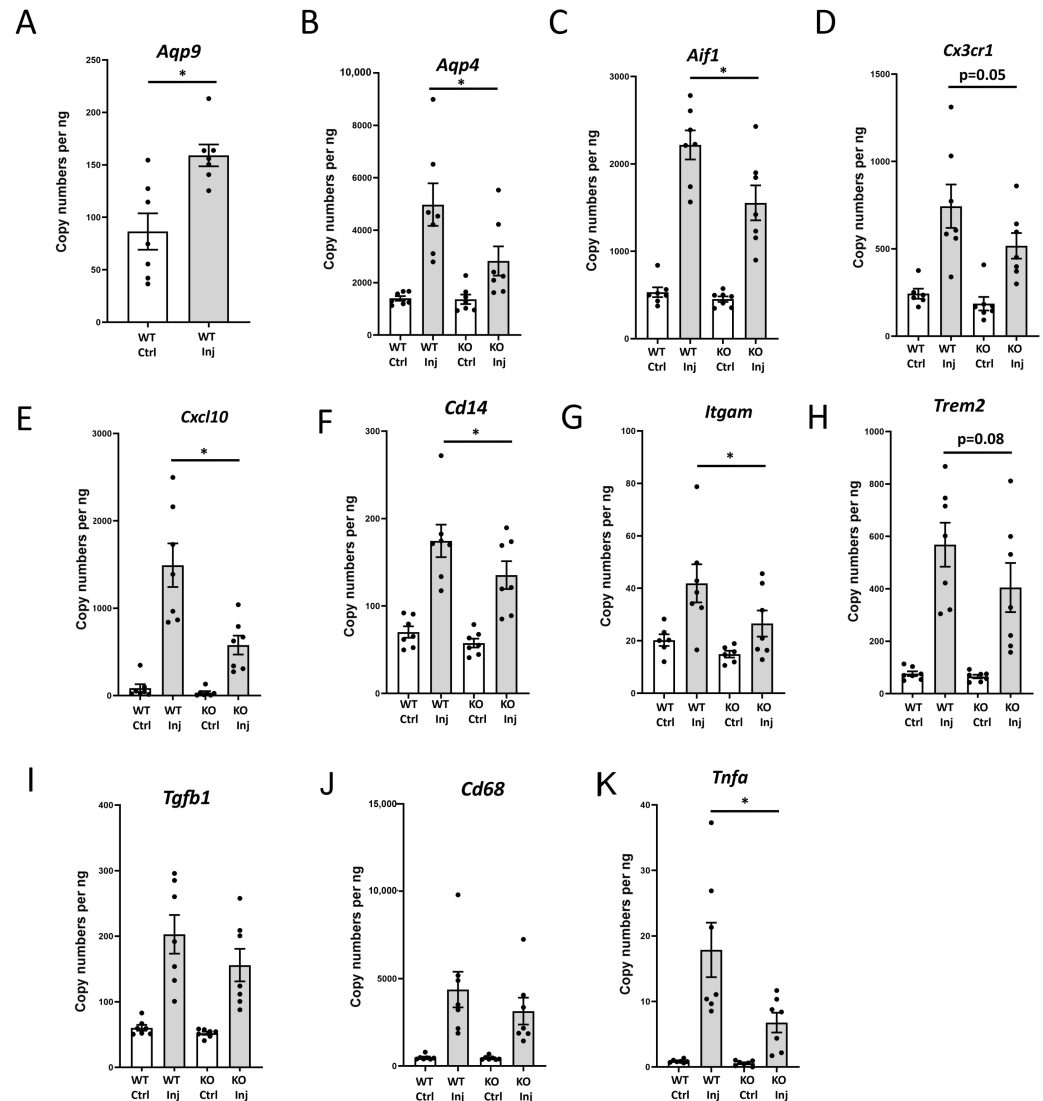 A
Aqp9
*
Copy numbers per ng
250
200
150
100
50
0
WT Ctrl
WT Inj
B
Aqp4
*
Copy numbers per ng
10,000
8000
6000
4000
2000
0
WT Ctrl
WT Inj
KO Ctrl
KO Inj
C
Aif1
*
Copy numbers per ng
3000
2000
1000
0
WT Ctrl
WT Inj
KO Ctrl
KO Inj
D
Cx3cr1
p=0.05
Copy numbers per ng
1500
1000
500
0
WT Ctrl
WT Inj
KO Ctrl
KO Inj
E
Cxcl10
*
Copy numbers per ng
3000
2000
1000
0
WT Ctrl
WT Inj
KO Ctrl
KO Inj
F
Cd14
*
Copy numbers per ng
300
200
100
0
WT Ctrl
WT Inj
KO Ctrl
KO Inj
G
Itgam
*
Copy numbers per ng
100
80
60
40
20
0
WT Ctrl
WT Inj
KO Ctrl
KO Inj
H
Trem2
p=0.08
Copy numbers per ng
1000
800
600
400
200
0
WT Ctrl
WT Inj
KO Ctrl
KO Inj
I
Tgfb1
Copy numbers per ng
400
300
200
100
0
WT Ctrl
WT Inj
KO Ctrl
KO Inj
J
Cd68
Copy numbers per ng
15,000
10,000
5000
0
WT Ctrl
WT Inj
KO Ctrl
KO Inj
K
Tnfa
*
Copy numbers per ng
40
30
20
10
0
WT Ctrl
WT Inj
KO Ctrl
KO Inj